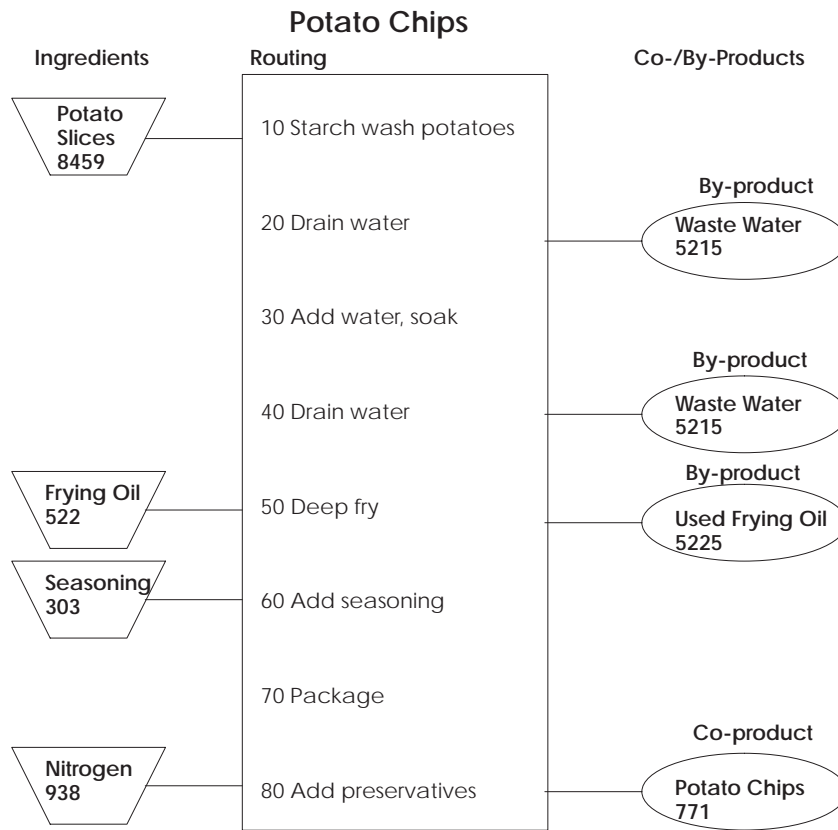 Potato Chips
Ingredients
Routing
Co-/By-Products
Potato
Slices
8459
10 Starch wash potatoes
By-product
20 Drain water
Waste Water
5215
30 Add water, soak
By-product
40 Drain water
Waste Water
5215
By-product
Frying Oil
522
50 Deep fry
Used Frying Oil
5225
Seasoning
303
60 Add seasoning
70 Package
Co-product
Nitrogen
938
80 Add preservatives
Potato Chips
771